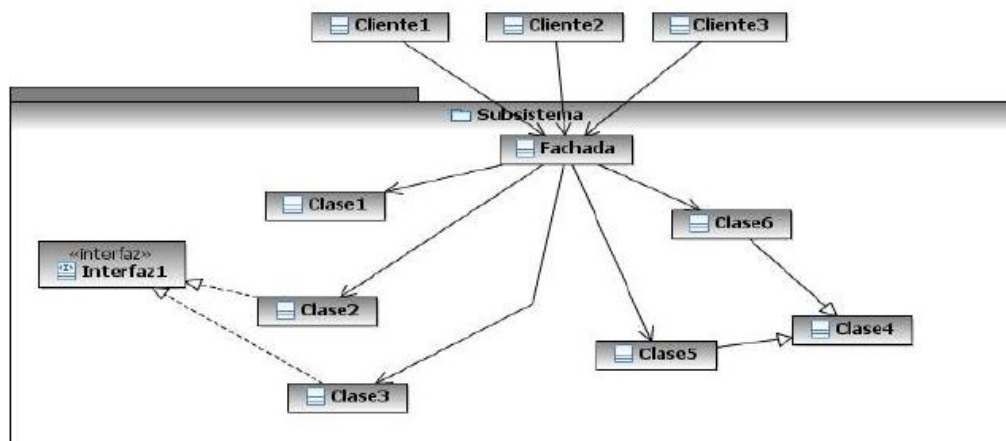 Cliente1
Cliente2
Cliente3
Subsistema
Fachada
Clase1
Clase6
«interfaz»
Interfaz1
Clase2
Clase4
Clase5
Clase3